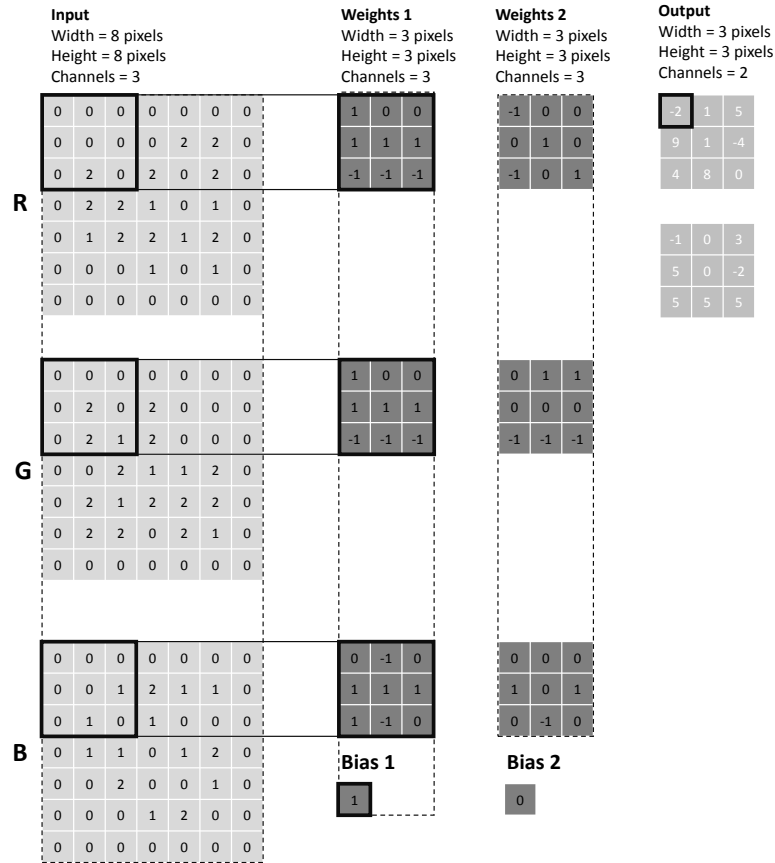 Input
Width = 8 pixels
Height = 8 pixels
Channels = 3
Weights 1
Width = 3 pixels
Height = 3 pixels
Channels = 3
Weights 2
Width = 3 pixels
Height = 3 pixels
Channels = 3
Output
Width = 3 pixels
Height = 3 pixels
Channels = 2
R
0 0 0 0 0 0 0
0 0 0 0 2 2 0
0 2 0 2 0 2 0
0 2 2 1 0 1 0
0 1 2 2 1 2 0
0 0 0 1 0 1 0
0 0 0 0 0 0 0
1 0 0
1 1 1
-1 -1 -1
-1 0 0
0 1 0
-1 0 1
-2 1 5
9 1 -4
4 8 0
-1 0 3
5 0 -2
5 5 5
G
0 0 0 0 0 0 0
0 2 0 2 0 0 0
0 2 1 2 0 0 0
0 0 2 1 1 2 0
0 2 1 2 2 2 0
0 2 2 0 2 1 0
0 0 0 0 0 0 0
1 0 0
1 1 1
-1 -1 -1
0 1 1
0 0 0
-1 -1 -1
B
0 0 0 0 0 0 0
0 0 1 2 1 1 0
0 1 0 1 0 0 0
0 1 1 0 1 2 0
0 0 2 0 0 1 0
0 0 0 1 2 0 0
0 0 0 0 0 0 0
0 -1 0
1 1 1
1 -1 0
0 0 0
1 0 1
0 -1 0
Bias 1
1
Bias 2
0